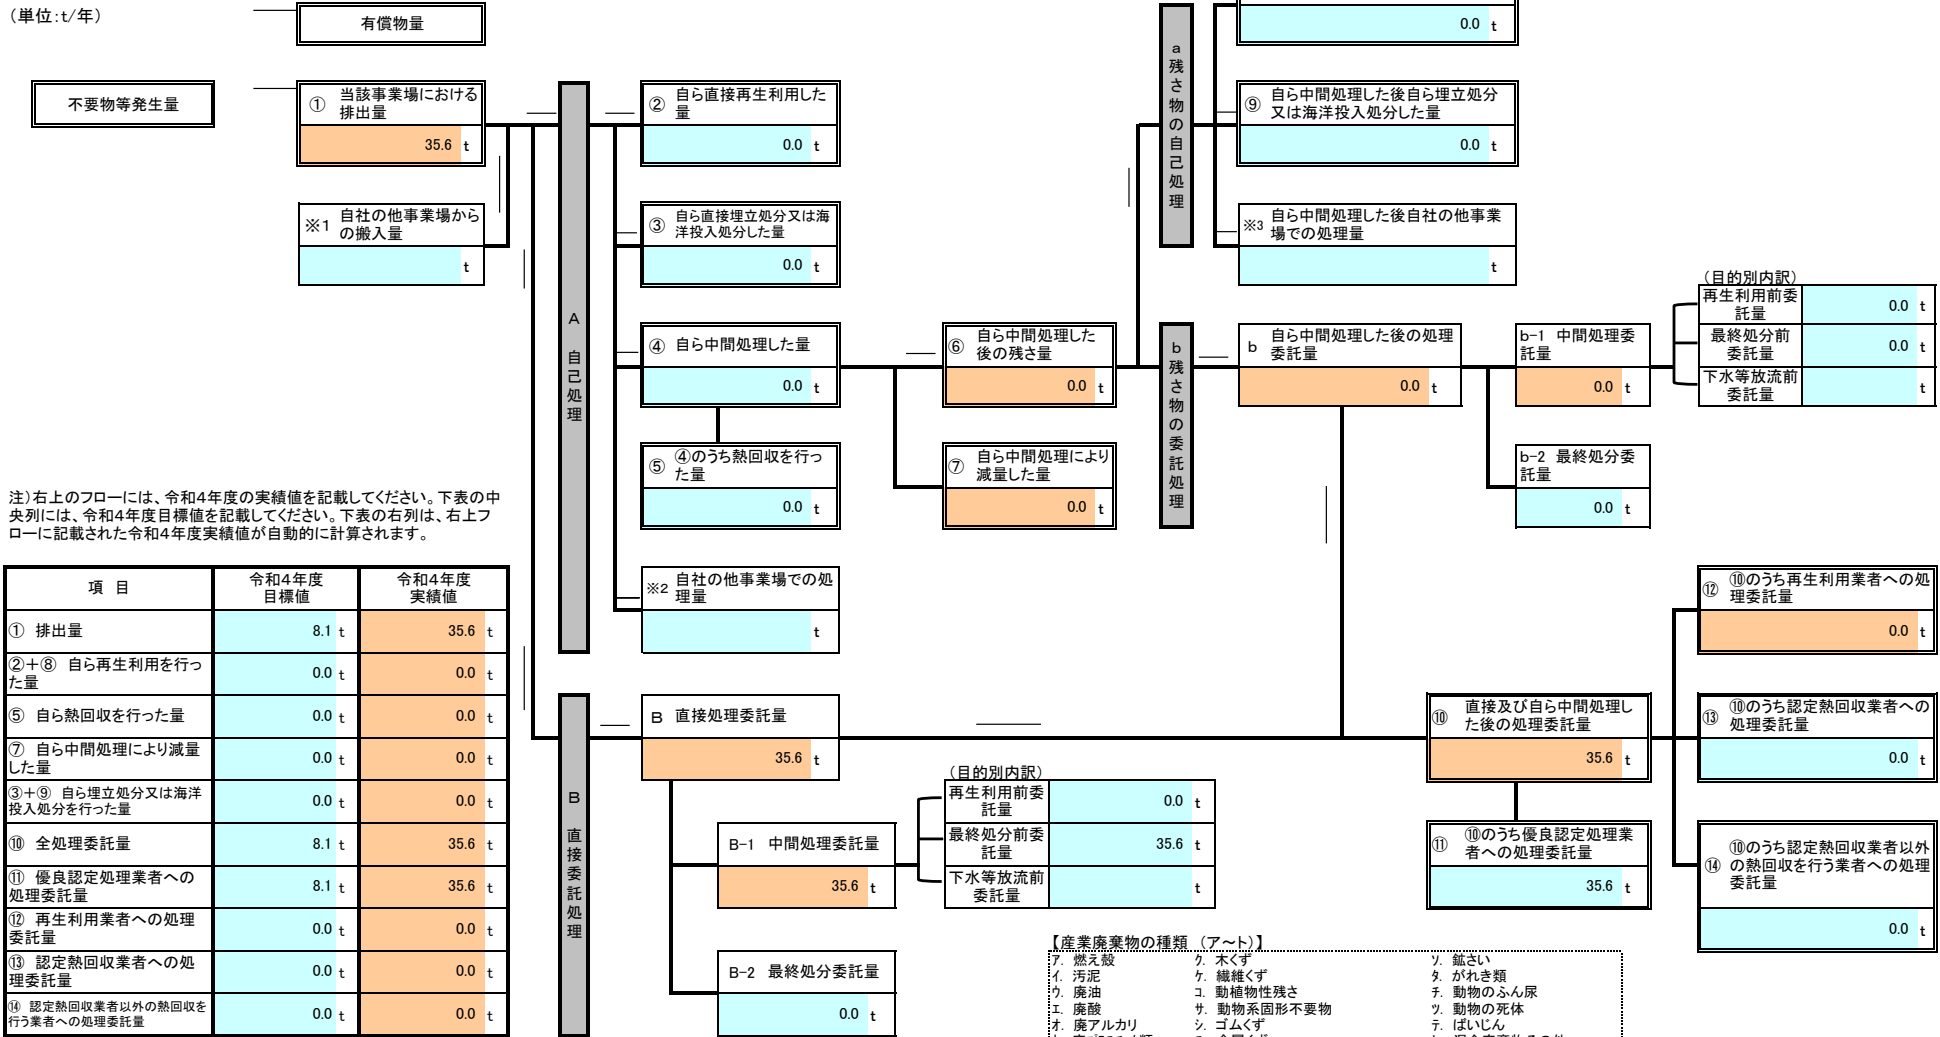 (単位:t/年)
有償物量
0.0 t
不要物等発生量
① 当該事業場における
排出量
35.6 t
※1 自社の他事業場から
の搬入量
t
A 自己処理
② 自ら直接再生利用した
量
0.0 t
③ 自ら直接埋立処分又は海
洋投入処分した量
0.0 t
④ 自ら中間処理した量
0.0 t
⑤ ④のうち熱回収を行っ
た量
0.0 t
※2 自社の他事業場での処
理量
t
⑥ 自ら中間処理した
後の残さ量
0.0 t
⑦ 自ら中間処理により
減量した量
0.0 t
a残さ物の自己処理
⑨ 自ら中間処理した後自ら埋立処分
又は海洋投入処分した量
0.0 t
※3 自ら中間処理した後自社の他事業
場での処理量
t
b残さ物の委託処理
b 自ら中間処理した後の処理
委託量
0.0 t
b-1 中間処理委
託量
0.0 t
b-2 最終処分委
託量
0.0 t
(目的別内訳)
再生利用前委
託量
0.0 t
最終処分前
委託量
0.0 t
下水等放流前
委託量
t
注)右上のフローには、令和4年度の実績値を記載してください。下表の中
央列には、令和4年度目標値を記載してください。下表の右列は、右上フ
ローに記載された令和4年度実績値が自動的に計算されます。
項 目 令和4年度
目標値 令和4年度
実績値
① 排出量 8.1 t 35.6 t
②+⑧ 自ら再生利用を行っ
た量 0.0 t 0.0 t
⑤ 自ら熱回収を行った量 0.0 t 0.0 t
⑦ 自ら中間処理により減量
した量 0.0 t 0.0 t
③+⑨ 自ら埋立処分又は海洋
投入処分を行った量 0.0 t 0.0 t
⑩ 全処理委託量 8.1 t 35.6 t
⑪ 優良認定処理業者への
処理委託量 8.1 t 35.6 t
⑫ 再生利用業者への処理
委託量 0.0 t 0.0 t
⑬ 認定熱回収業者への処
理委託量 0.0 t 0.0 t
⑭ 認定熱回収業者以外の熱回収を
行う業者への処理委託量 0.0 t 0.0 t
B 直接委託処理
B 直接処理委託量
35.6 t
B-1 中間処理委託量
35.6 t
B-2 最終処分委託量
0.0 t
(目的別内訳)
再生利用前委
託量
0.0 t
最終処分前委
託量
35.6 t
下水等放流前
委託量
t
⑩ 直接及び自ら中間処理し
た後の処理委託量
35.6 t
⑪ ⑩のうち優良認定処理業
者への処理委託量
35.6 t
⑫ ⑩のうち再生利用業者への処
理委託量
0.0 t
⑬ ⑩のうち認定熱回収業者への
処理委託量
0.0 t
⑭ ⑩のうち認定熱回収業者以外
の熱回収を行う業者への処理
委託量
0.0 t
【産業廃棄物の種類 (ア~ト)】
ア. 燃え殻 ク. 木くず ソ. 鉱さい
イ. 汚泥 ケ. 繊維くず タ. がれき類
ウ. 廃油 コ. 動植物性残さ チ. 動物のふん尿
エ. 廃酸 サ. 動物系固形不要物 ツ. 動物の死体
オ. 廃アルカリ シ. ゴムくず テ. ばいじん